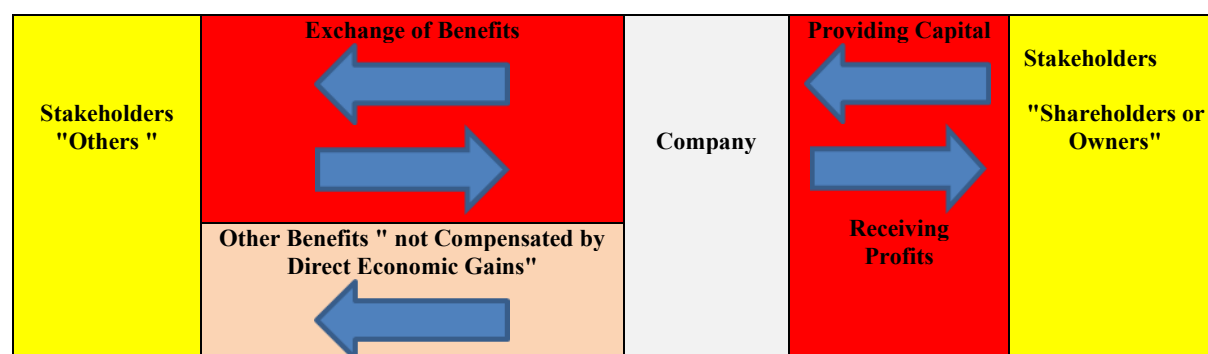 Exchange of Benefits
Providing Capital
Stakeholders
"Others "
Company
Stakeholders
"Shareholders or
Owners"
Other Benefits " not Compensated by
Direct Economic Gains"
Receiving
Profits